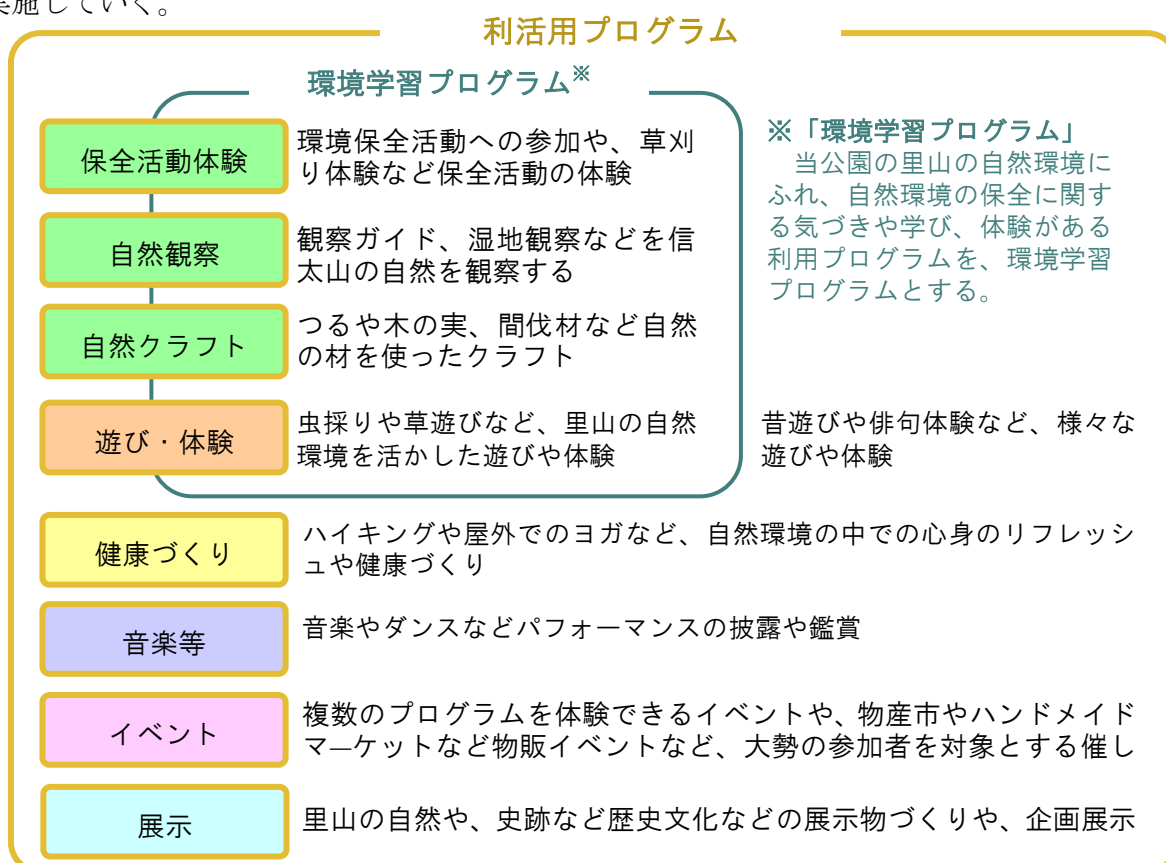 実施していく。
利活用プログラム
環境学習プログラム※
保全活動体験
環境保全活動への参加や、草刈
り体験など保全活動の体験
※「環境学習プログラム」
当公園の里山の自然環境に
ふれ、自然環境の保全に関す
る気づきや学び、体験がある
利用プログラムを、環境学習
プログラムとする。
自然観察
観察ガイド、湿地観察などを信
太山の自然を観察する
自然クラフト
つるや木の実、間伐材など自然
の材を使ったクラフト
遊び・体験
虫採りや草遊びなど、里山の自然
環境を活かした遊びや体験
昔遊びや俳句体験など、様々な
遊びや体験
健康づくり
ハイキングや屋外でのヨガなど、自然環境の中での心身のリフレッシ
ュや健康づくり
音楽等
音楽やダンスなどパフォーマンスの披露や鑑賞
イベント
複数のプログラムを体験できるイベントや、物産市やハンドメイド
マ―ケットなど物販イベントなど、大勢の参加者を対象とする催し
展示
里山の自然や、史跡など歴史文化などの展示物づくりや、企画展示